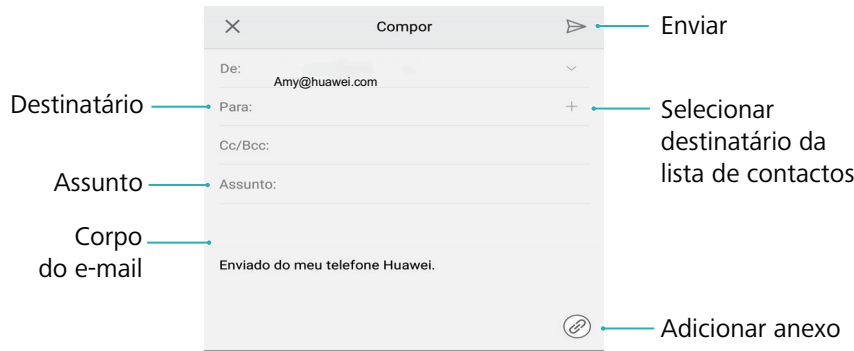 Compor
Enviar
De:
Amy@huawei.com
Destinatário
Para:
Selecionar
destinatário da
lista de contactos
Cc/Bcc:
Assunto
Assunto:
Corpo
do e-mail
Enviado do meu telefone Huawei.
Adicionar anexo